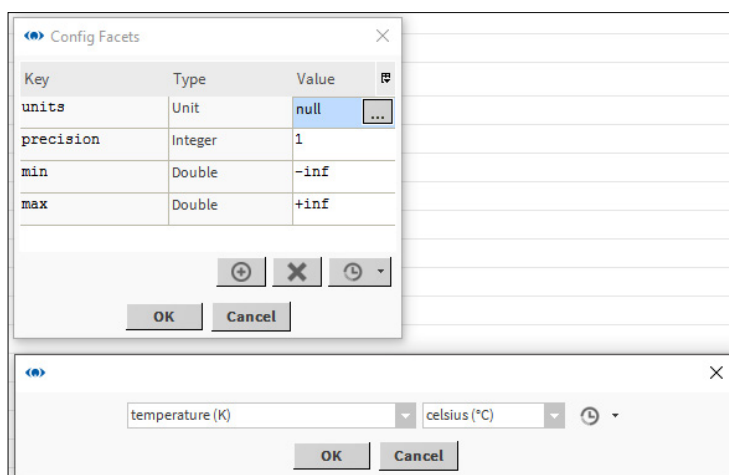 Config Facets
Key Type Value
units Unit null ...
precision Integer 1
min Double -inf
max Double +inf
OK Cancel
temperature (K) celsius (°C)
OK Cancel